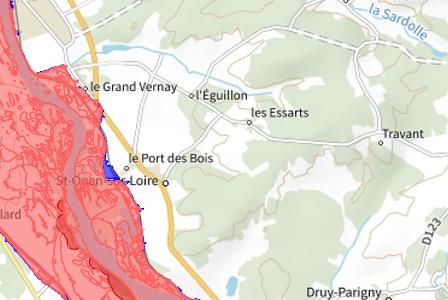 la Sardolle
le Grand Vernay
l'Éguillon
les Essarts
Travant
le Port des Bois
St-Ouen-sur-Loire
lard
D123
Druy-Parigny